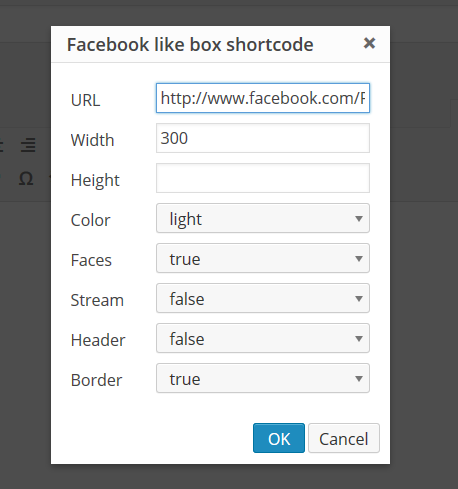 Facebook like box shortcode ✖
URL http://www.facebook.com/F
Width 300
Height
Color light
Faces true
Stream false
Header false
Border true
OK Cancel
Ω